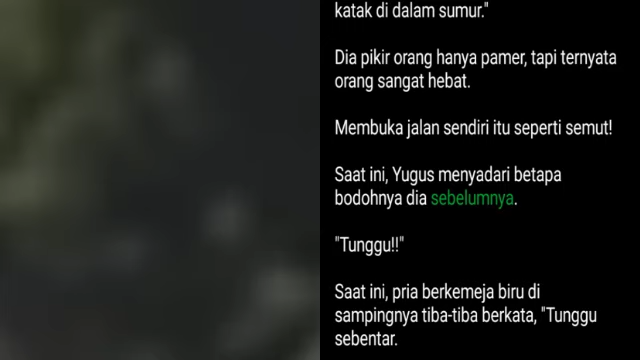 katak di dalam sumur."
Dia pikir orang hanya pamer, tapi ternyata
orang sangat hebat.
Membuka jalan sendiri itu seperti semut!
Saat ini, Yugus menyadari betapa
bodohnya dia sebelumnya.
"Tunggu!!"
Saat ini, pria berkemeja biru di
sampingnya tiba-tiba berkata, "Tunggu
sebentar.